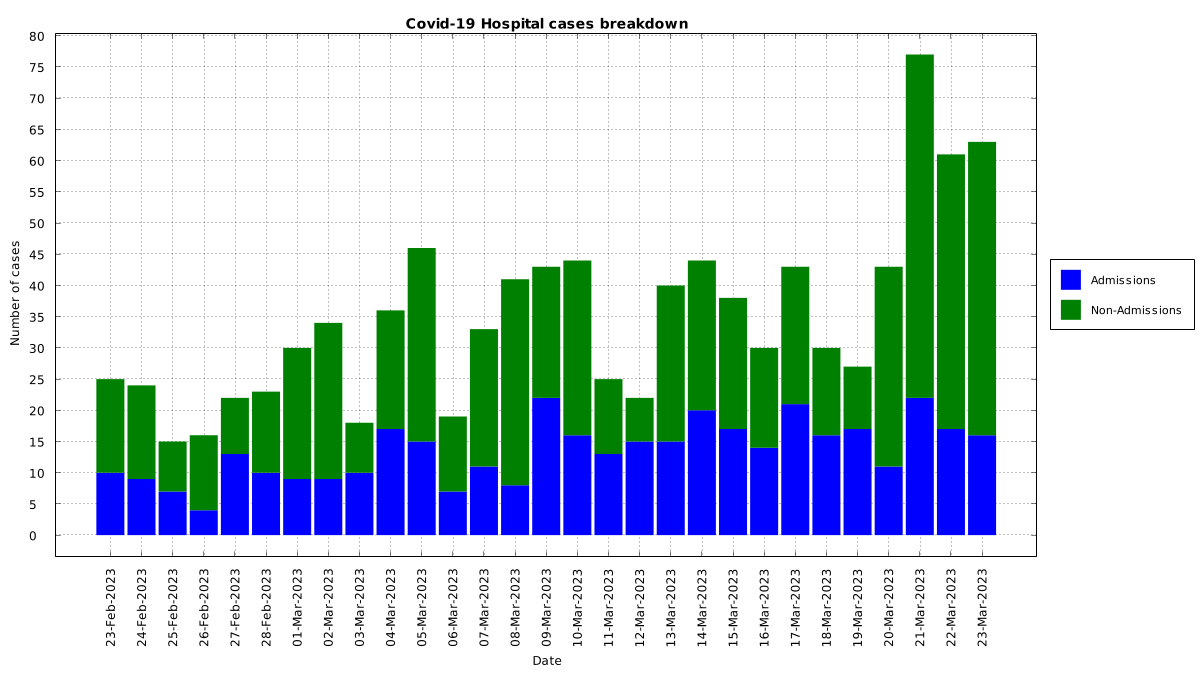 Covid-19 Hospital cases breakdown
80
75
70
65
60
55
50
45
40
35
30
25
20
15
10
5
0
Number of cases
23-Feb-2023
24-Feb-2023
25-Feb-2023
26-Feb-2023
27-Feb-2023
28-Feb-2023
01-Mar-2023
02-Mar-2023
03-Mar-2023
04-Mar-2023
05-Mar-2023
06-Mar-2023
07-Mar-2023
08-Mar-2023
09-Mar-2023
10-Mar-2023
11-Mar-2023
12-Mar-2023
13-Mar-2023
14-Mar-2023
15-Mar-2023
16-Mar-2023
17-Mar-2023
18-Mar-2023
19-Mar-2023
20-Mar-2023
21-Mar-2023
22-Mar-2023
23-Mar-2023
Date
Admissions
Non-Admissions